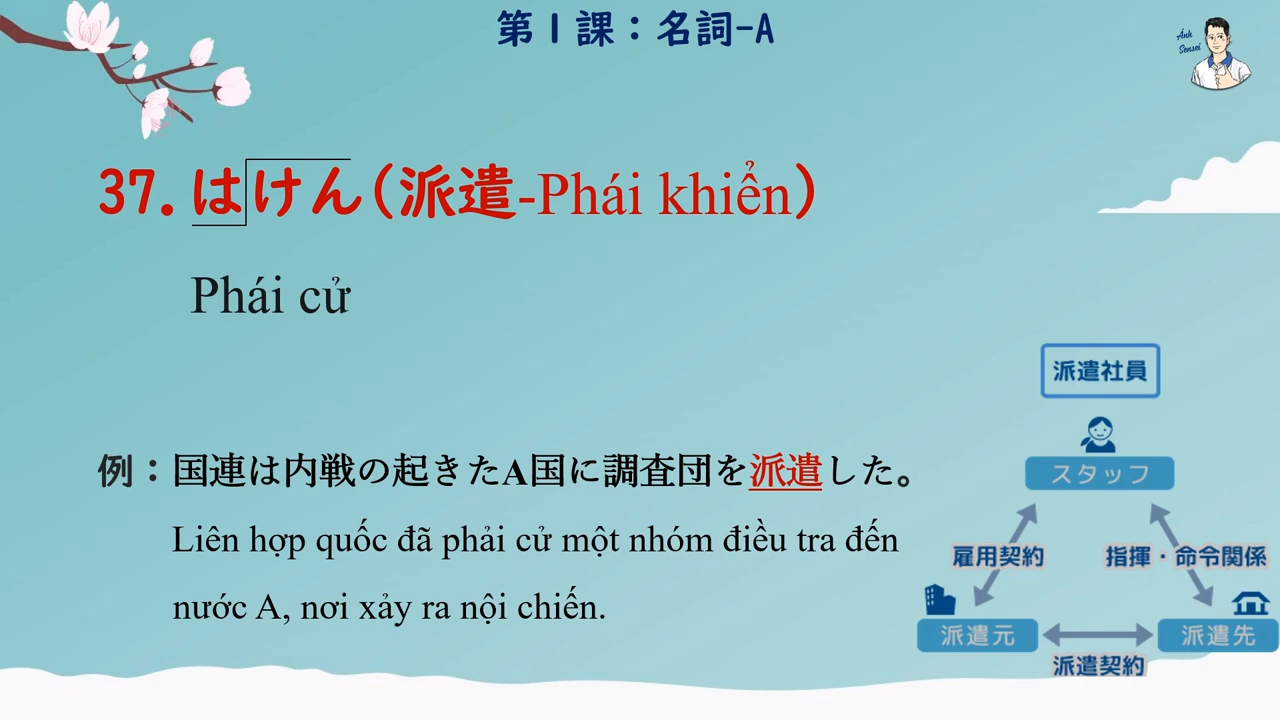 第1課：名詞-A
Anh
Sensei
37. はけん(派遣-Phái khiển)
Phái cử
例：国連は内戦の起きたA国に調査団を派遣した。
Liên hợp quốc đã phải cử một nhóm điều tra đến
nước A, nơi xảy ra nội chiến.
派遣社員
スタッフ
雇用契約
指揮・命令関係
派遣元
派遣先
派遣契約